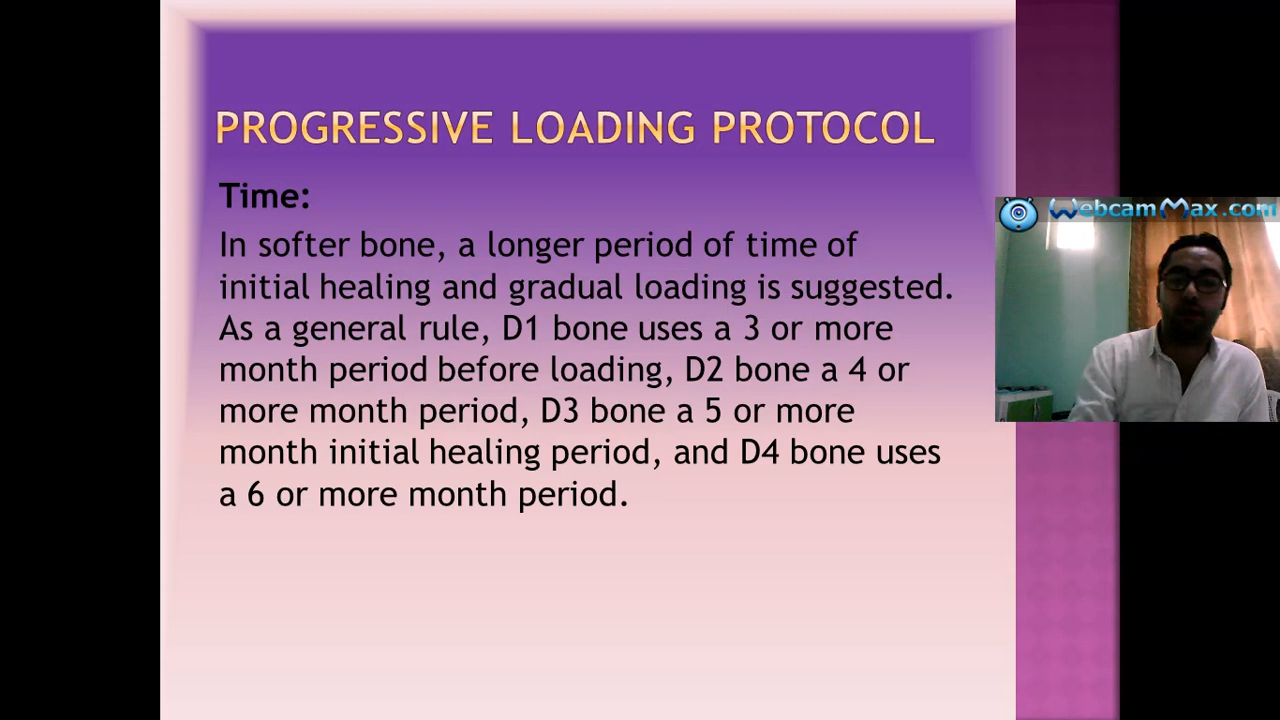 PROGRESSIVE LOADING PROTOCOL
Time:
In softer bone, a longer period of time of
initial healing and gradual loading is suggested.
As a general rule, D1 bone uses a 3 or more
month period before loading, D2 bone a 4 or
more month period, D3 bone a 5 or more
month initial healing period, and D4 bone uses
a 6 or more month period.
WebcamMax.com